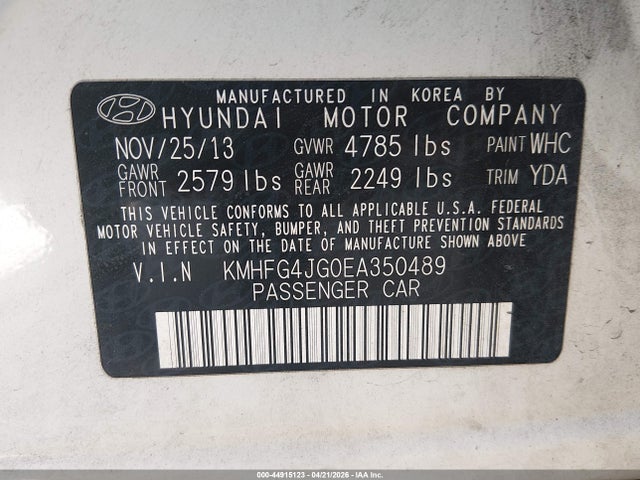 MANUFACTURED IN KOREA BY
HYUNDAI MOTOR COMPANY
NOV/25/13 GVWR 4785 lbs PAINT WHC
GAWR FRONT 2579 lbs GAWR REAR 2249 lbs TRIM YDA
THIS VEHICLE CONFORMS TO ALL APPLICABLE U.S.A. FEDERAL
MOTOR VEHICLE SAFETY, BUMPER, AND THEFT PREVENTION
STANDARDS IN EFFECT ON THE
DATE OF MANUFACTURE SHOWN ABOVE
V.I.N KMHFG4JG0EA350489
PASSENGER CAR
000-44915123 - 04/21/2026 - IAAI.COM